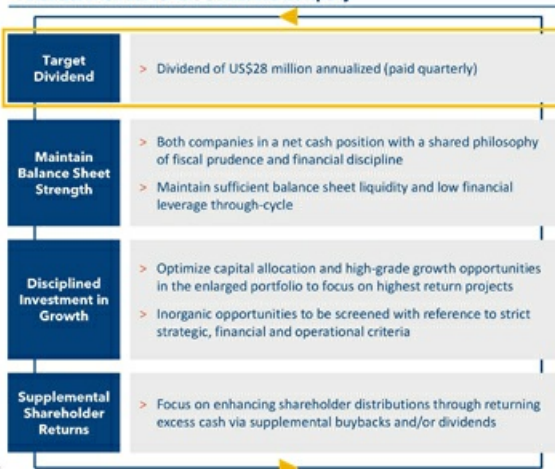 Target
Dividend
> Dividend of US$28 million annualized (paid quarterly)
Maintain
Balance Sheet
Strength
> Both companies in a net cash position with a shared philosophy
of fiscal prudence and financial discipline
> Maintain sufficient balance sheet liquidity and low financial
leverage through-cycle
Disciplined
Investment in
Growth
> Optimize capital allocation and high-grade growth opportunities
in the enlarged portfolio to focus on highest return projects
> Inorganic opportunities to be screened with reference to strict
strategic, financial and operational criteria
Supplemental
Shareholder
Returns
> Focus on enhancing shareholder distributions through returning
excess cash via supplemental buybacks and/or dividends